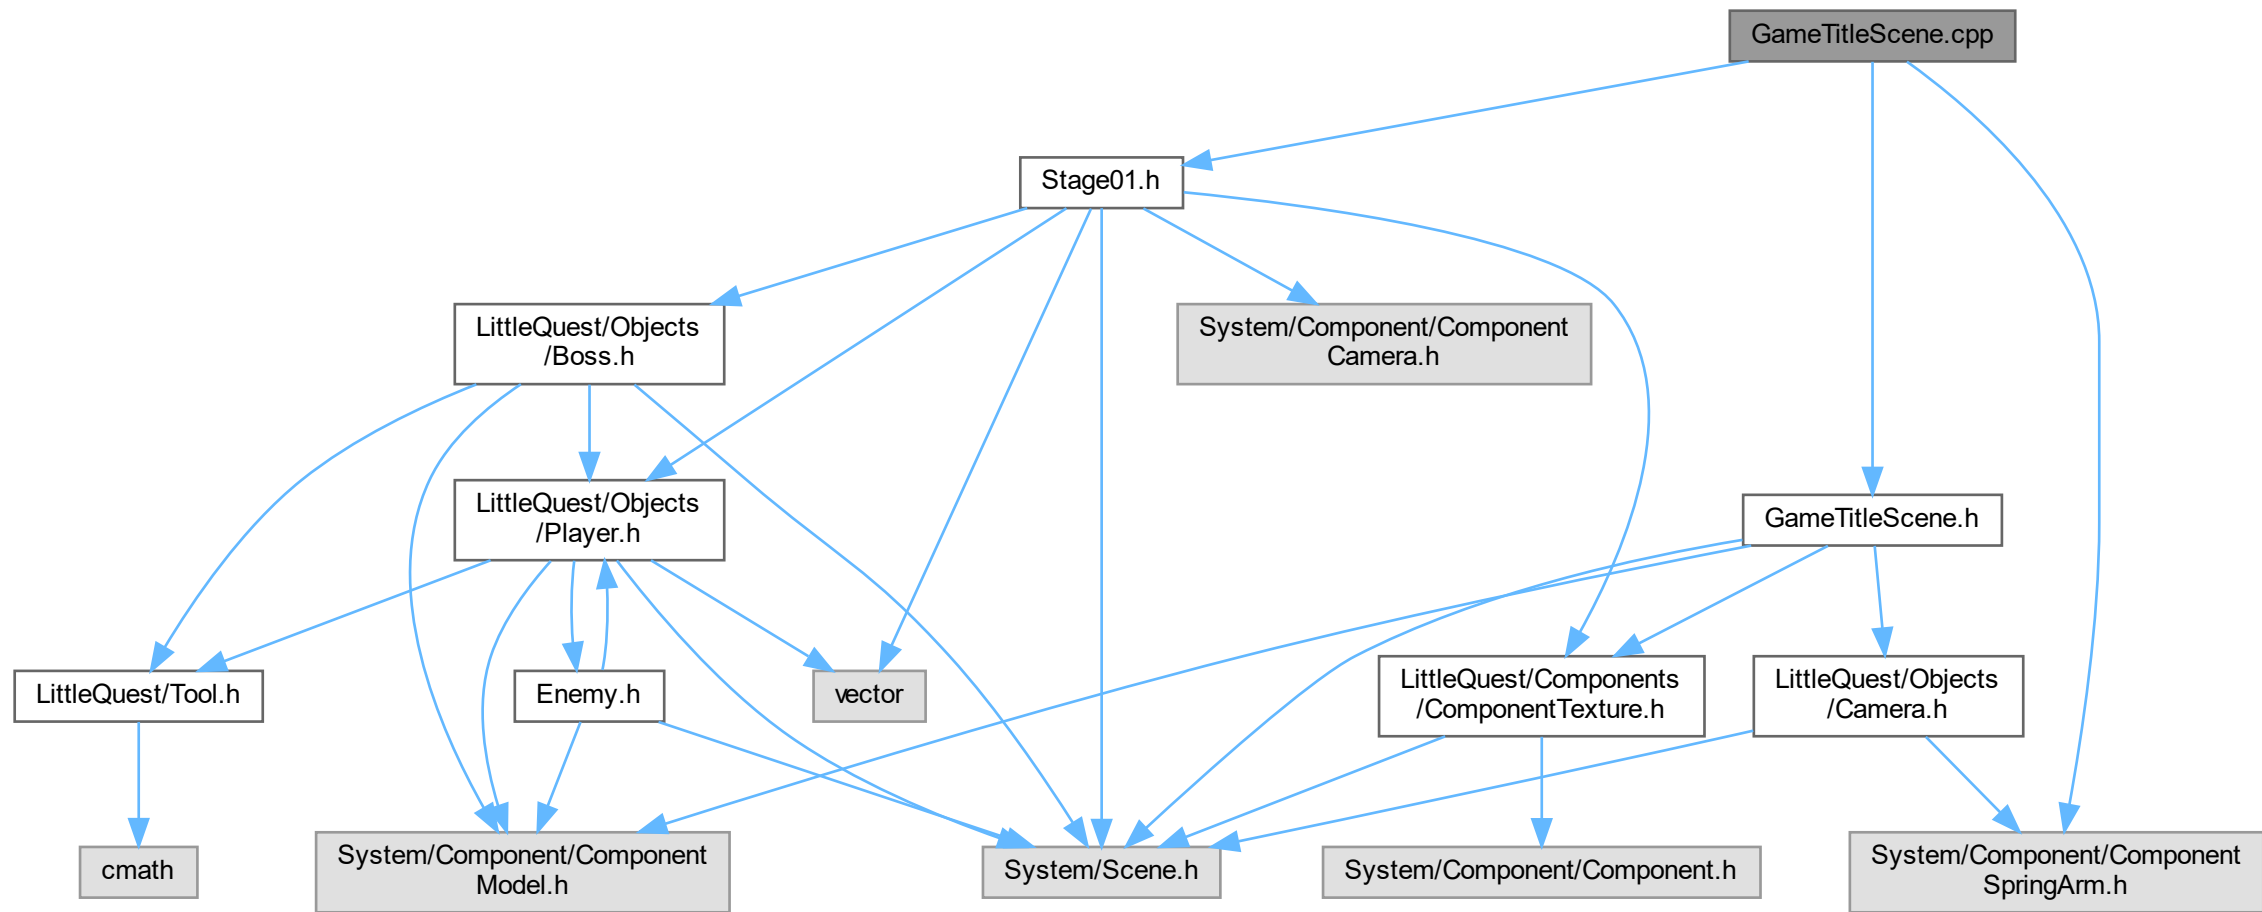 GameTitleScene.cpp
Stage01.h
LittleQuest/Objects
/Boss.h
System/Component/Component
Camera.h
LittleQuest/Objects
/Player.h
GameTitleScene.h
LittleQuest/Tool.h
Enemy.h
vector
LittleQuest/Components
/ComponentTexture.h
LittleQuest/Objects
/Camera.h
cmath
System/Component/Component
Model.h
System/Scene.h
System/Component/Component.h
System/Component/Component
SpringArm.h